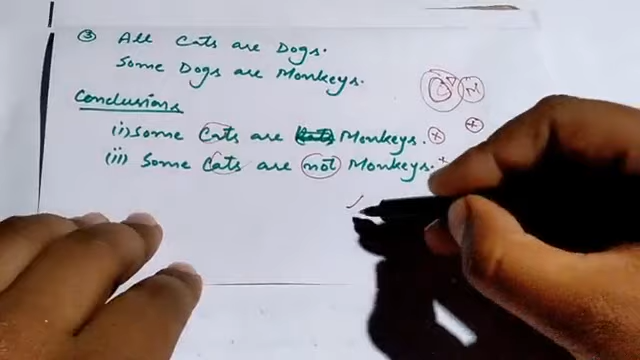 ③ All Cats are Dogs.
Some Dogs are Monkeys.
Conclusions
(i) Some Cats are Monkeys.
(ii) Some Cats are not Monkeys.
C D M